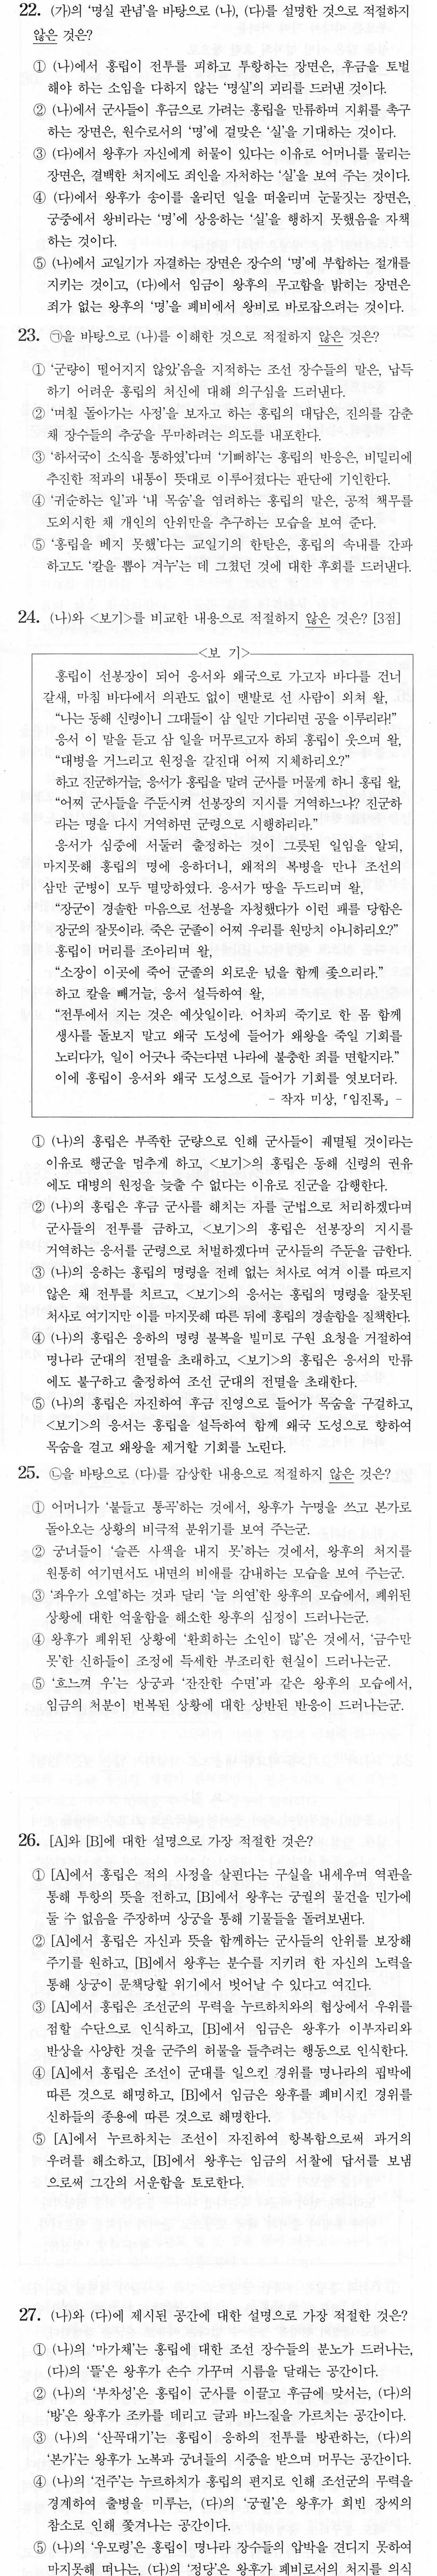 22. (가)의 '명실 관념'을 바탕으로 (나), (다)를 설명한 것으로 적절하지
않은 것은?
① (나)에서 홍립이 전투를 피하고 투항하는 장면은, 후금을 토벌
해야 하는 소임을 다하지 않는 '명실'의 괴리를 드러낸 것이다.
② (나)에서 군사들이 후금으로 가려는 홍립을 만류하며 지휘를 촉구
하는 장면은, 원수로서의 '명'에 걸맞은 '실'을 기대하는 것이다.
③ (다)에서 왕후가 자신에게 허물이 있다는 이유로 어머니를 물리는
장면은, 결백한 처지에도 죄인을 자처하는 '실'을 보여 주는 것이다.
④ (다)에서 왕후가 송이를 올리던 일을 떠올리며 눈물짓는 장면은,
궁중에서 왕비라는 '명'에 상응하는 '실'을 행하지 못했음을 자책
하는 것이다.
⑤ (나)에서 교일기가 자결하는 장면은 장수의 '명'에 부합하는 절개를
지키는 것이고, (다)에서 임금이 왕후의 무고함을 밝히는 장면은
죄가 없는 왕후의 '명'을 폐비에서 왕비로 바로잡으려는 것이다.
23. ㉠을 바탕으로 (나)를 이해한 것으로 적절하지 않은 것은?
① '군량이 떨어지지 않았'음을 지적하는 조선 장수들의 말은, 납득
하기 어려운 홍립의 처신에 대해 의구심을 드러낸다.
② '며칠 돌아가는 사정'을 보자고 하는 홍립의 대답은, 진의를 감춘
채 장수들의 추궁을 무마하려는 의도를 내포한다.
③ '하서국이 소식을 통하였'다며 '기뻐하'는 홍립의 반응은, 비밀리에
추진한 적과의 내통이 뜻대로 이루어졌다는 판단에 기인한다.
④ '귀순하는 일'과 '내 목숨'을 염려하는 홍립의 말은, 공적 책무를
도외시한 채 개인의 안위만을 추구하는 모습을 보여 준다.
⑤ '홍립을 베지 못했'다는 교일기의 한탄은, 홍립의 속내를 간파
하고도 '칼을 뽑아 겨누'는 데 그쳤던 것에 대한 후회를 드러낸다.
24. (나)와 <보기>를 비교한 내용으로 적절하지 않은 것은? [3점]
<보 기>
홍립이 선봉장이 되어 응서와 왜국으로 가고자 바다를 건너
갈새, 마침 바다에서 의관도 없이 맨발로 선 사람이 외쳐 왈,
"나는 동해 신령이니 그대들이 삼 일만 기다리면 공을 이루리라!"
응서 이 말을 듣고 삼 일을 머무르고자 하되 홍립이 웃으며 왈,
"대병을 거느리고 원정을 갈진대 어찌 지체하리오?"
하고 진군하거늘, 응서가 홍립을 말려 군사를 머물게 하니 홍립 왈,
"어찌 군사들을 주둔시켜 선봉장의 지시를 거역하느냐? 진군하
라는 명을 다시 거역하면 군령으로 시행하리라."
응서가 심중에 서둘러 출정하는 것이 그릇된 일임을 알되,
마지못해 홍립의 명에 응하더니, 왜적의 복병을 만나 조선의
삼만 군병이 모두 멸망하였다. 응서가 땅을 두드리며 왈,
"장군이 경솔한 마음으로 선봉을 자청했다가 이런 패를 당함은
장군의 잘못이라. 죽은 군졸이 어찌 우리를 원망치 아니하리오?"
홍립이 머리를 조아리며 왈,
"소장이 이곳에 죽어 군졸의 외로운 넋을 함께 좇으리라."
하고 칼을 빼거늘, 응서 설득하여 왈,
"전투에서 지는 것은 예삿일이라. 어차피 죽기로 한 몸 함께
생사를 돌보지 말고 왜국 도성에 들어가 왜왕을 죽일 기회를
노리다가, 일이 어긋나 죽는다면 나라에 불충한 죄를 면할지라."
이에 홍립이 응서와 왜국 도성으로 들어가 기회를 엿보더라.
- 작자 미상, 「임진록」 -
① (나)의 홍립은 부족한 군량으로 인해 군사들이 궤멸될 것이라는
이유로 행군을 멈추게 하고, <보기>의 홍립은 동해 신령의 권유
에도 대병의 원정을 늦출 수 없다는 이유로 진군을 감행한다.
② (나)의 홍립은 후금 군사를 해치는 자를 군법으로 처리하겠다며
군사들의 전투를 금하고, <보기>의 홍립은 선봉장의 지시를
거역하는 응서를 군령으로 처벌하겠다며 군사들의 주둔을 금한다.
③ (나)의 응하는 홍립의 명령을 전례 없는 처사로 여겨 이를 따르지
않은 채 전투를 치르고, <보기>의 응서는 홍립의 명령을 잘못된
처사로 여기지만 이를 마지못해 따른 뒤에 홍립의 경솔함을 질책한다.
④ (나)의 홍립은 응하의 명령 불복을 빌미로 구원 요청을 거절하여
명나라 군대의 전멸을 초래하고, <보기>의 홍립은 응서의 만류
에도 불구하고 출정하여 조선 군대의 전멸을 초래한다.
⑤ (나)의 홍립은 자진하여 후금 진영으로 들어가 목숨을 구걸하고,
<보기>의 응서는 홍립을 설득하여 함께 왜국 도성으로 향하여
목숨을 걸고 왜왕을 제거할 기회를 노린다.
25. ㉡을 바탕으로 (다)를 감상한 내용으로 적절하지 않은 것은?
① 어머니가 '붙들고 통곡'하는 것에서, 왕후가 누명을 쓰고 본가로
돌아오는 상황의 비극적 분위기를 보여 주는군.
② 궁녀들이 '슬픈 사색을 내지 못'하는 것에서, 왕후의 처지를
원통히 여기면서도 내면의 비애를 감내하는 모습을 보여 주는군.
③ '좌우가 오열'하는 것과 달리 '늘 의연'한 왕후의 모습에서, 폐위된
상황에 대한 억울함을 해소한 왕후의 심정이 드러나는군.
④ 왕후가 폐위된 상황에 '환희하는 소인이 많'은 것에서, '금수만
못'한 신하들이 조정에 득세한 부조리한 현실이 드러나는군.
⑤ '흐느껴 우'는 상궁과 '잔잔한 수면'과 같은 왕후의 모습에서,
임금의 처분이 번복된 상황에 대한 상반된 반응이 드러나는군.
26. [A]와 [B]에 대한 설명으로 가장 적절한 것은?
① [A]에서 홍립은 적의 사정을 살핀다는 구실을 내세우며 역관을
통해 투항의 뜻을 전하고, [B]에서 왕후는 궁궐의 물건을 민가에
둘 수 없음을 주장하며 상궁을 통해 기물들을 돌려보낸다.
② [A]에서 홍립은 자신과 뜻을 함께하는 군사들의 안위를 보장해
주기를 원하고, [B]에서 왕후는 분수를 지키려 한 자신의 노력을
통해 상궁이 문책당할 위기에서 벗어날 수 있다고 여긴다.
③ [A]에서 홍립은 조선군의 무력을 누르하치와의 협상에서 우위를
점할 수단으로 인식하고, [B]에서 임금은 왕후가 이부자리와
반상을 사양한 것을 군주의 허물을 들추려는 행동으로 인식한다.
④ [A]에서 홍립은 조선이 군대를 일으킨 경위를 명나라의 핍박에
따른 것으로 해명하고, [B]에서 임금은 왕후를 폐비시킨 경위를
신하들의 종용에 따른 것으로 해명한다.
⑤ [A]에서 누르하치는 조선이 자진하여 항복함으로써 과거의
우려를 해소하고, [B]에서 왕후는 임금의 서찰에 답서를 보냄
으로써 그간의 서운함을 토로한다.
27. (나)와 (다)에 제시된 공간에 대한 설명으로 가장 적절한 것은?
① (나)의 '마가채'는 홍립에 대한 조선 장수들의 분노가 드러나는,
(다)의 '뜰'은 왕후가 손수 가꾸며 시름을 달래는 공간이다.
② (나)의 '부차성'은 홍립이 군사를 이끌고 후금에 맞서는, (다)의
'방'은 왕후가 조카를 데리고 글과 바느질을 가르치는 공간이다.
③ (나)의 '산꼭대기'는 홍립이 응하의 전투를 방관하는, (다)의
'본가'는 왕후가 노복과 궁녀들의 시중을 받으며 머무는 공간이다.
④ (나)의 '건주'는 누르하치가 홍립의 편지로 인해 조선군의 무력을
경계하여 출병을 미루는, (다)의 '궁궐'은 왕후가 희빈 장씨의
참소로 인해 쫓겨나는 공간이다.
⑤ (나)의 '우모령'은 홍립이 명나라 장수들의 압박을 견디지 못하여
마지못해 떠나는, (다)의 '정당'은 왕후가 폐비로서의 처지를 의식